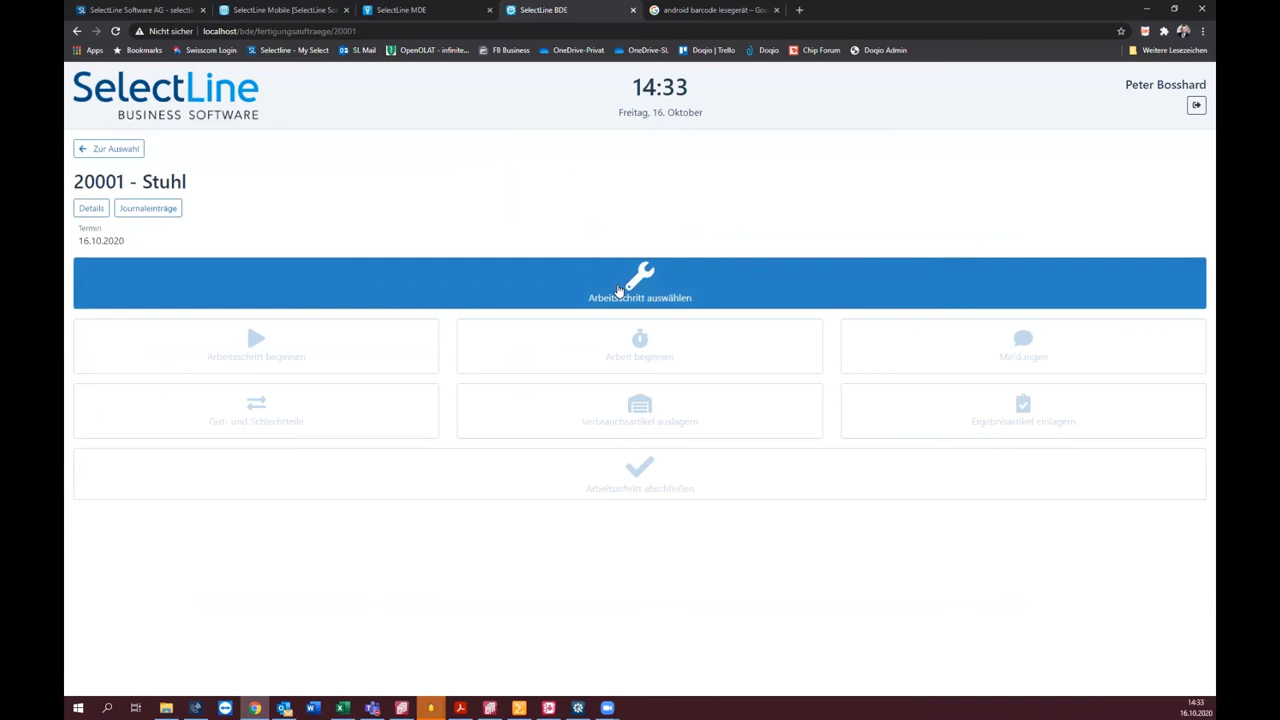 SelectLine Software AG - selectli
SelectLine Mobile [SelectLine Sof
SelectLine MDE
SelectLine BDE
android barcode lesegerät – Goo
Nicht sicher
localhost/bde/fertigungsauftraege/20001
Apps
Bookmarks
Swisscom Login
Selectline - My Select
SL Mail
OpenOLAT - infinite...
FB Business
OneDrive-Privat
OneDrive-SL
Doqio | Trello
Doqio
Chip Forum
Doqio Admin
Weitere Lesezeichen
SelectLine
BUSINESS SOFTWARE
14:33
Freitag, 16. Oktober
Peter Bosshard
Zur Auswahl
20001 - Stuhl
Details
Journaleinträge
Termin
16.10.2020
Arbeitsschritt auswählen
Arbeitsschritt beginnen
Arbeit beginnen
Meldungen
Gut- und Schlechtteile
Verbrauchsartikel auslagern
Ergebnisartikel einlagern
Arbeitsschritt abschließen
14:33
16.10.2020